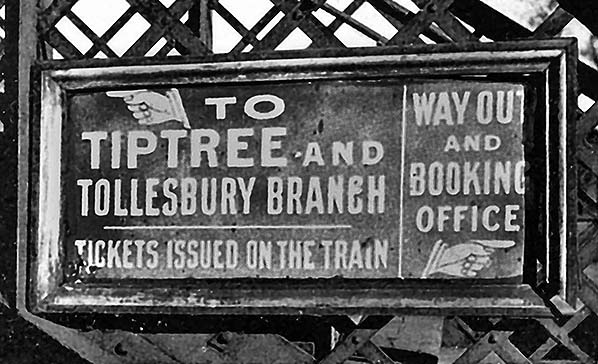 TO
TIPTREE AND
TOLLESBURY BRANCH
TICKETS ISSUED ON THE TRAIN
WAY OUT
AND
BOOKING
OFFICE